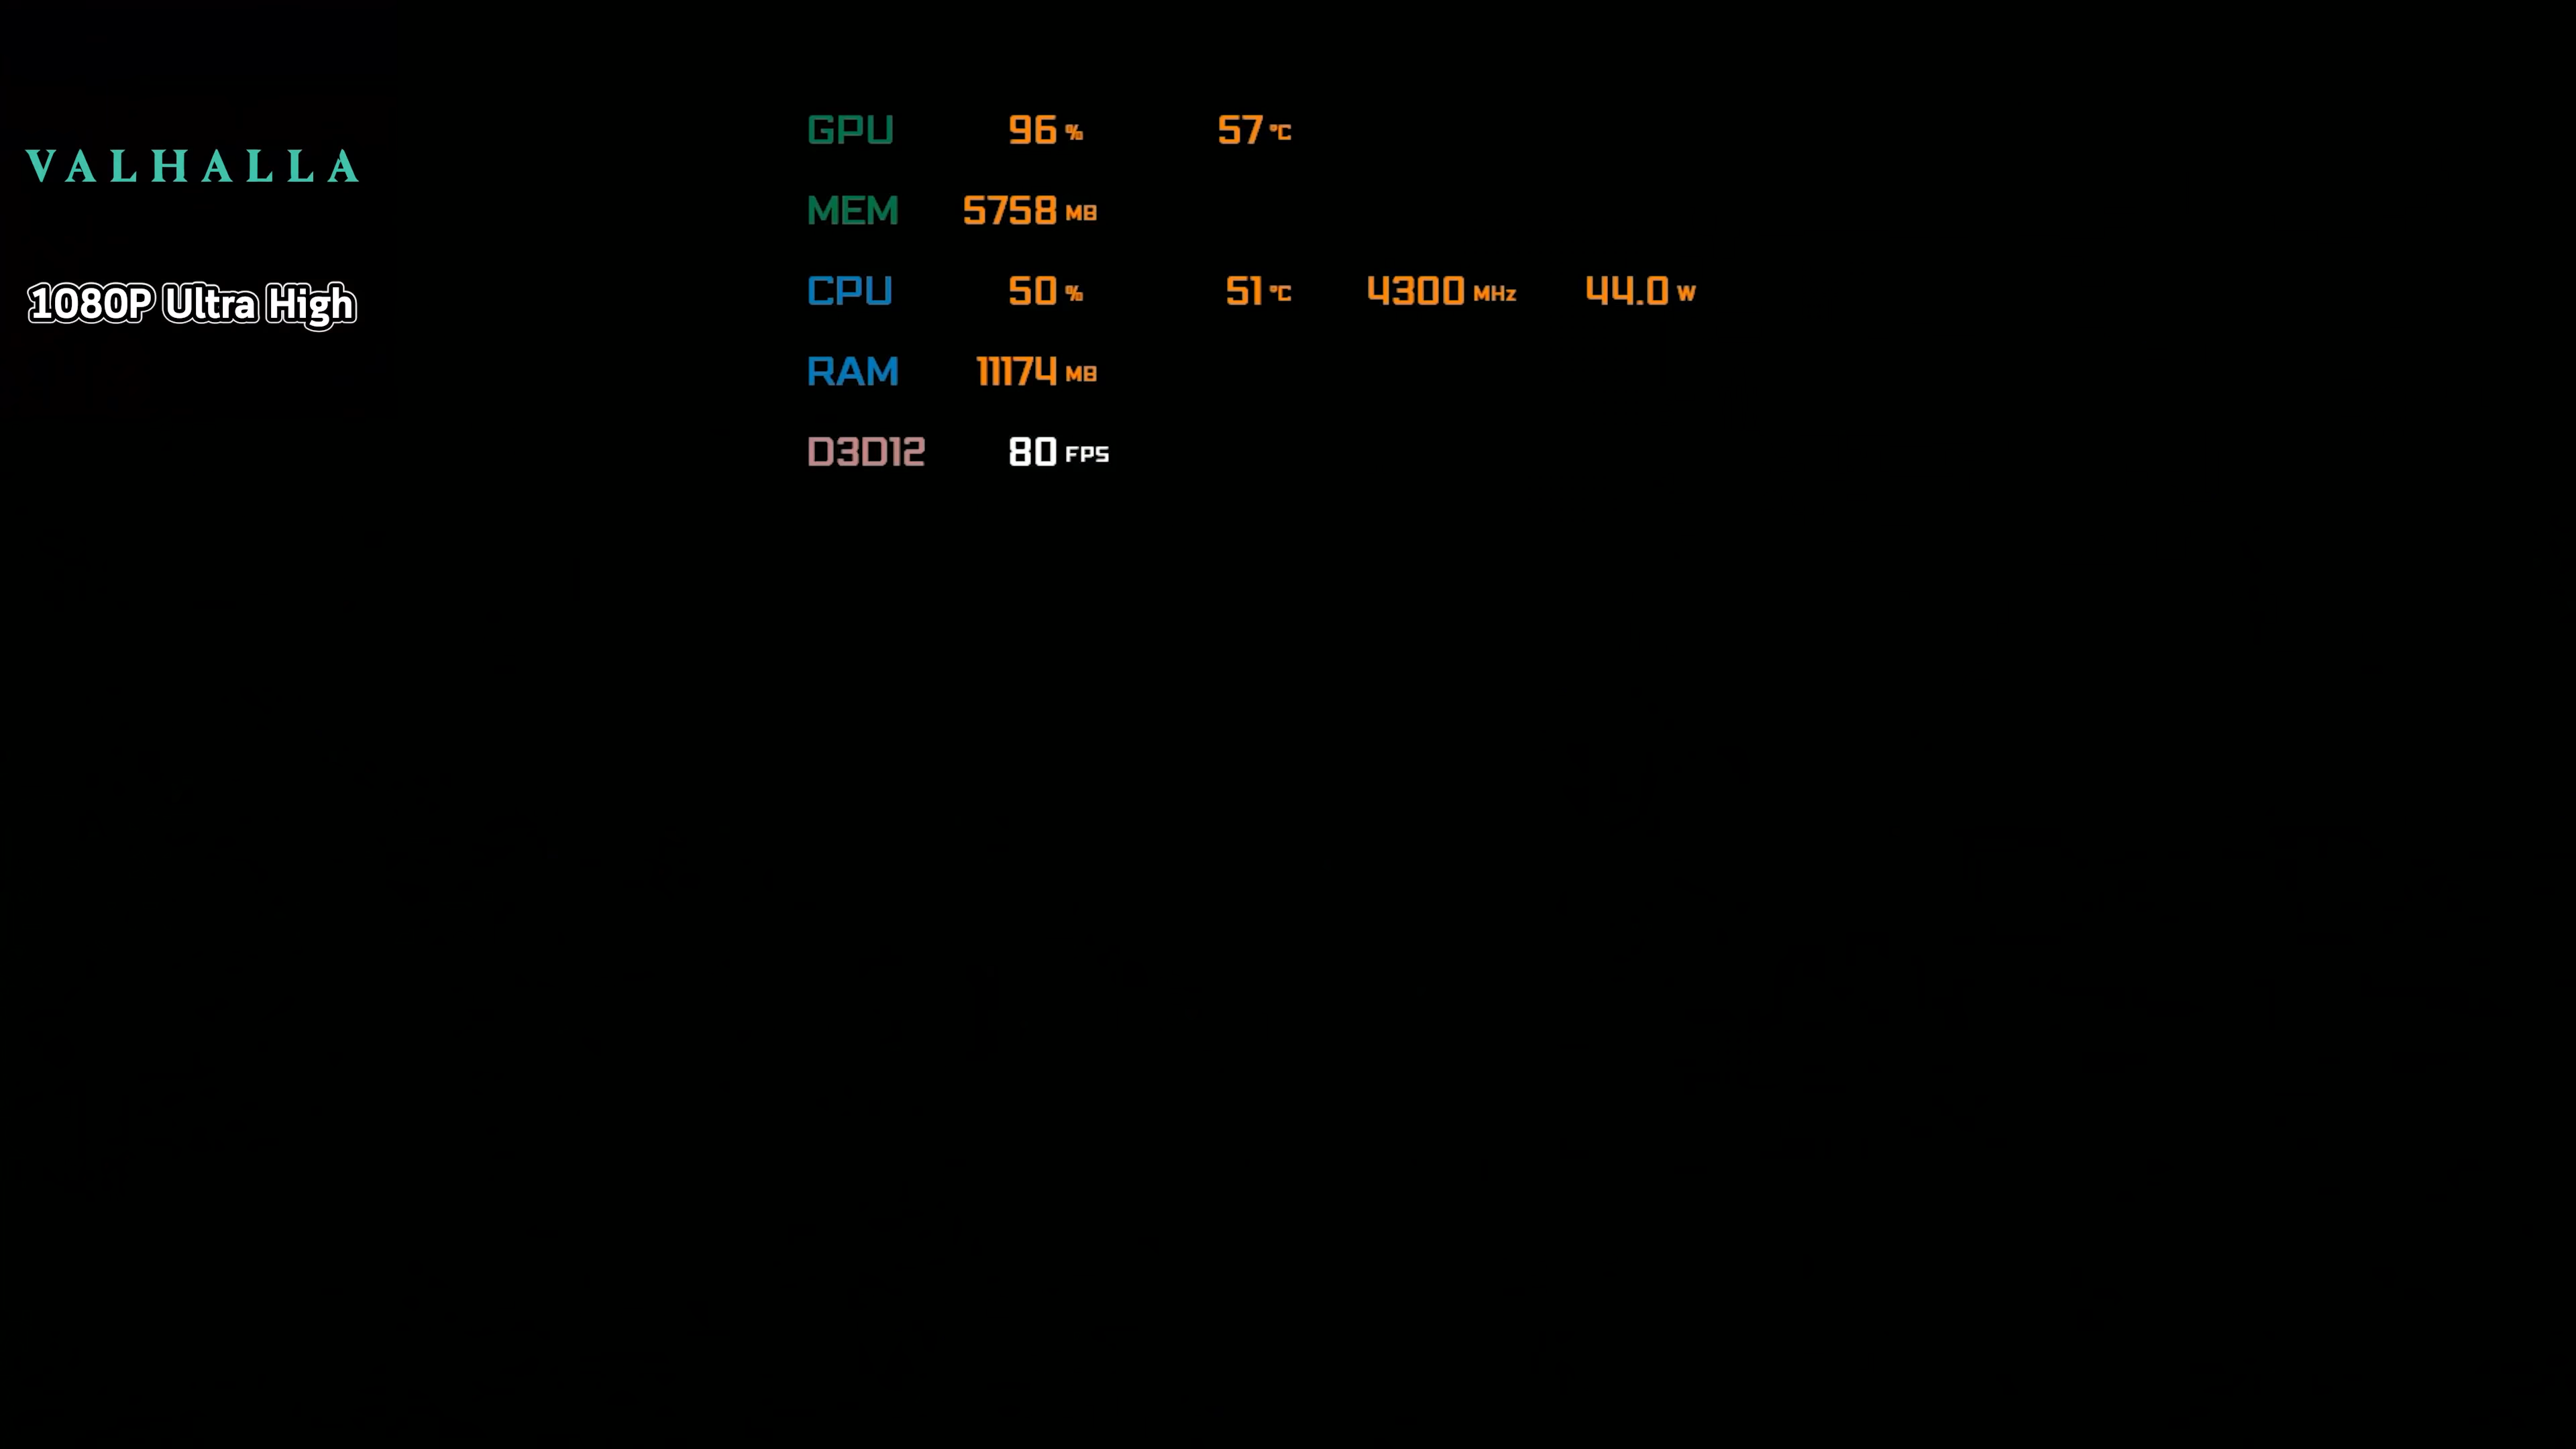 VALHALLA
1080P Ultra High
GPU 96 % 57 °C
MEM 5758 MB
CPU 50 % 51 °C 4300 MHz 44.0 W
RAM 11174 MB
D3D12 80 FPS